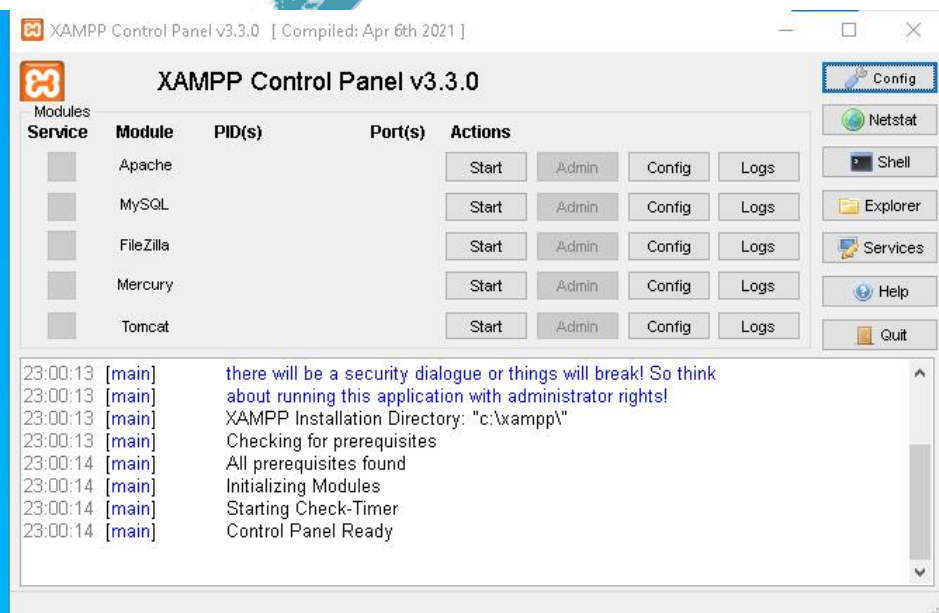 XAMPP Control Panel v3.3.0 [ Compiled: Apr 6th 2021 ]
XAMPP Control Panel v3.3.0
Config
Modules
Service Module PID(s) Port(s) Actions
Netstat
Apache Start Admin Config Logs
Shell
MySQL Start Admin Config Logs
Explorer
FileZilla Start Admin Config Logs
Services
Mercury Start Admin Config Logs
Help
Tomcat Start Admin Config Logs
Quit
23:00:13 [main] there will be a security dialogue or things will break! So think
23:00:13 [main] about running this application with administrator rights!
23:00:13 [main] XAMPP Installation Directory: "c:\xampp\"
23:00:13 [main] Checking for prerequisites
23:00:14 [main] All prerequisites found
23:00:14 [main] Initializing Modules
23:00:14 [main] Starting Check-Timer
23:00:14 [main] Control Panel Ready